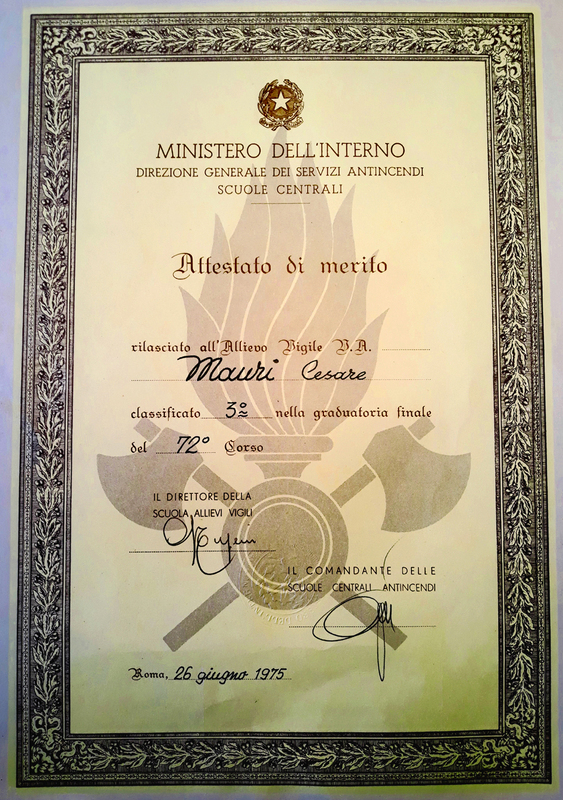 MINISTERO DELL'INTERNO
DIREZIONE GENERALE DEI SERVIZI ANTINCENDI
SCUOLE CENTRALI
Attestato di merito
rilasciato all'Allievo Vigile V.A.
Mauri Cesare
classificato 3º nella graduatoria finale
del 72º Corso
IL DIRETTORE DELLA
SCUOLA ALLIEVI VIGILI
IL COMANDANTE DELLE
SCUOLE CENTRALI ANTINCENDI
Roma, 26 giugno 1975